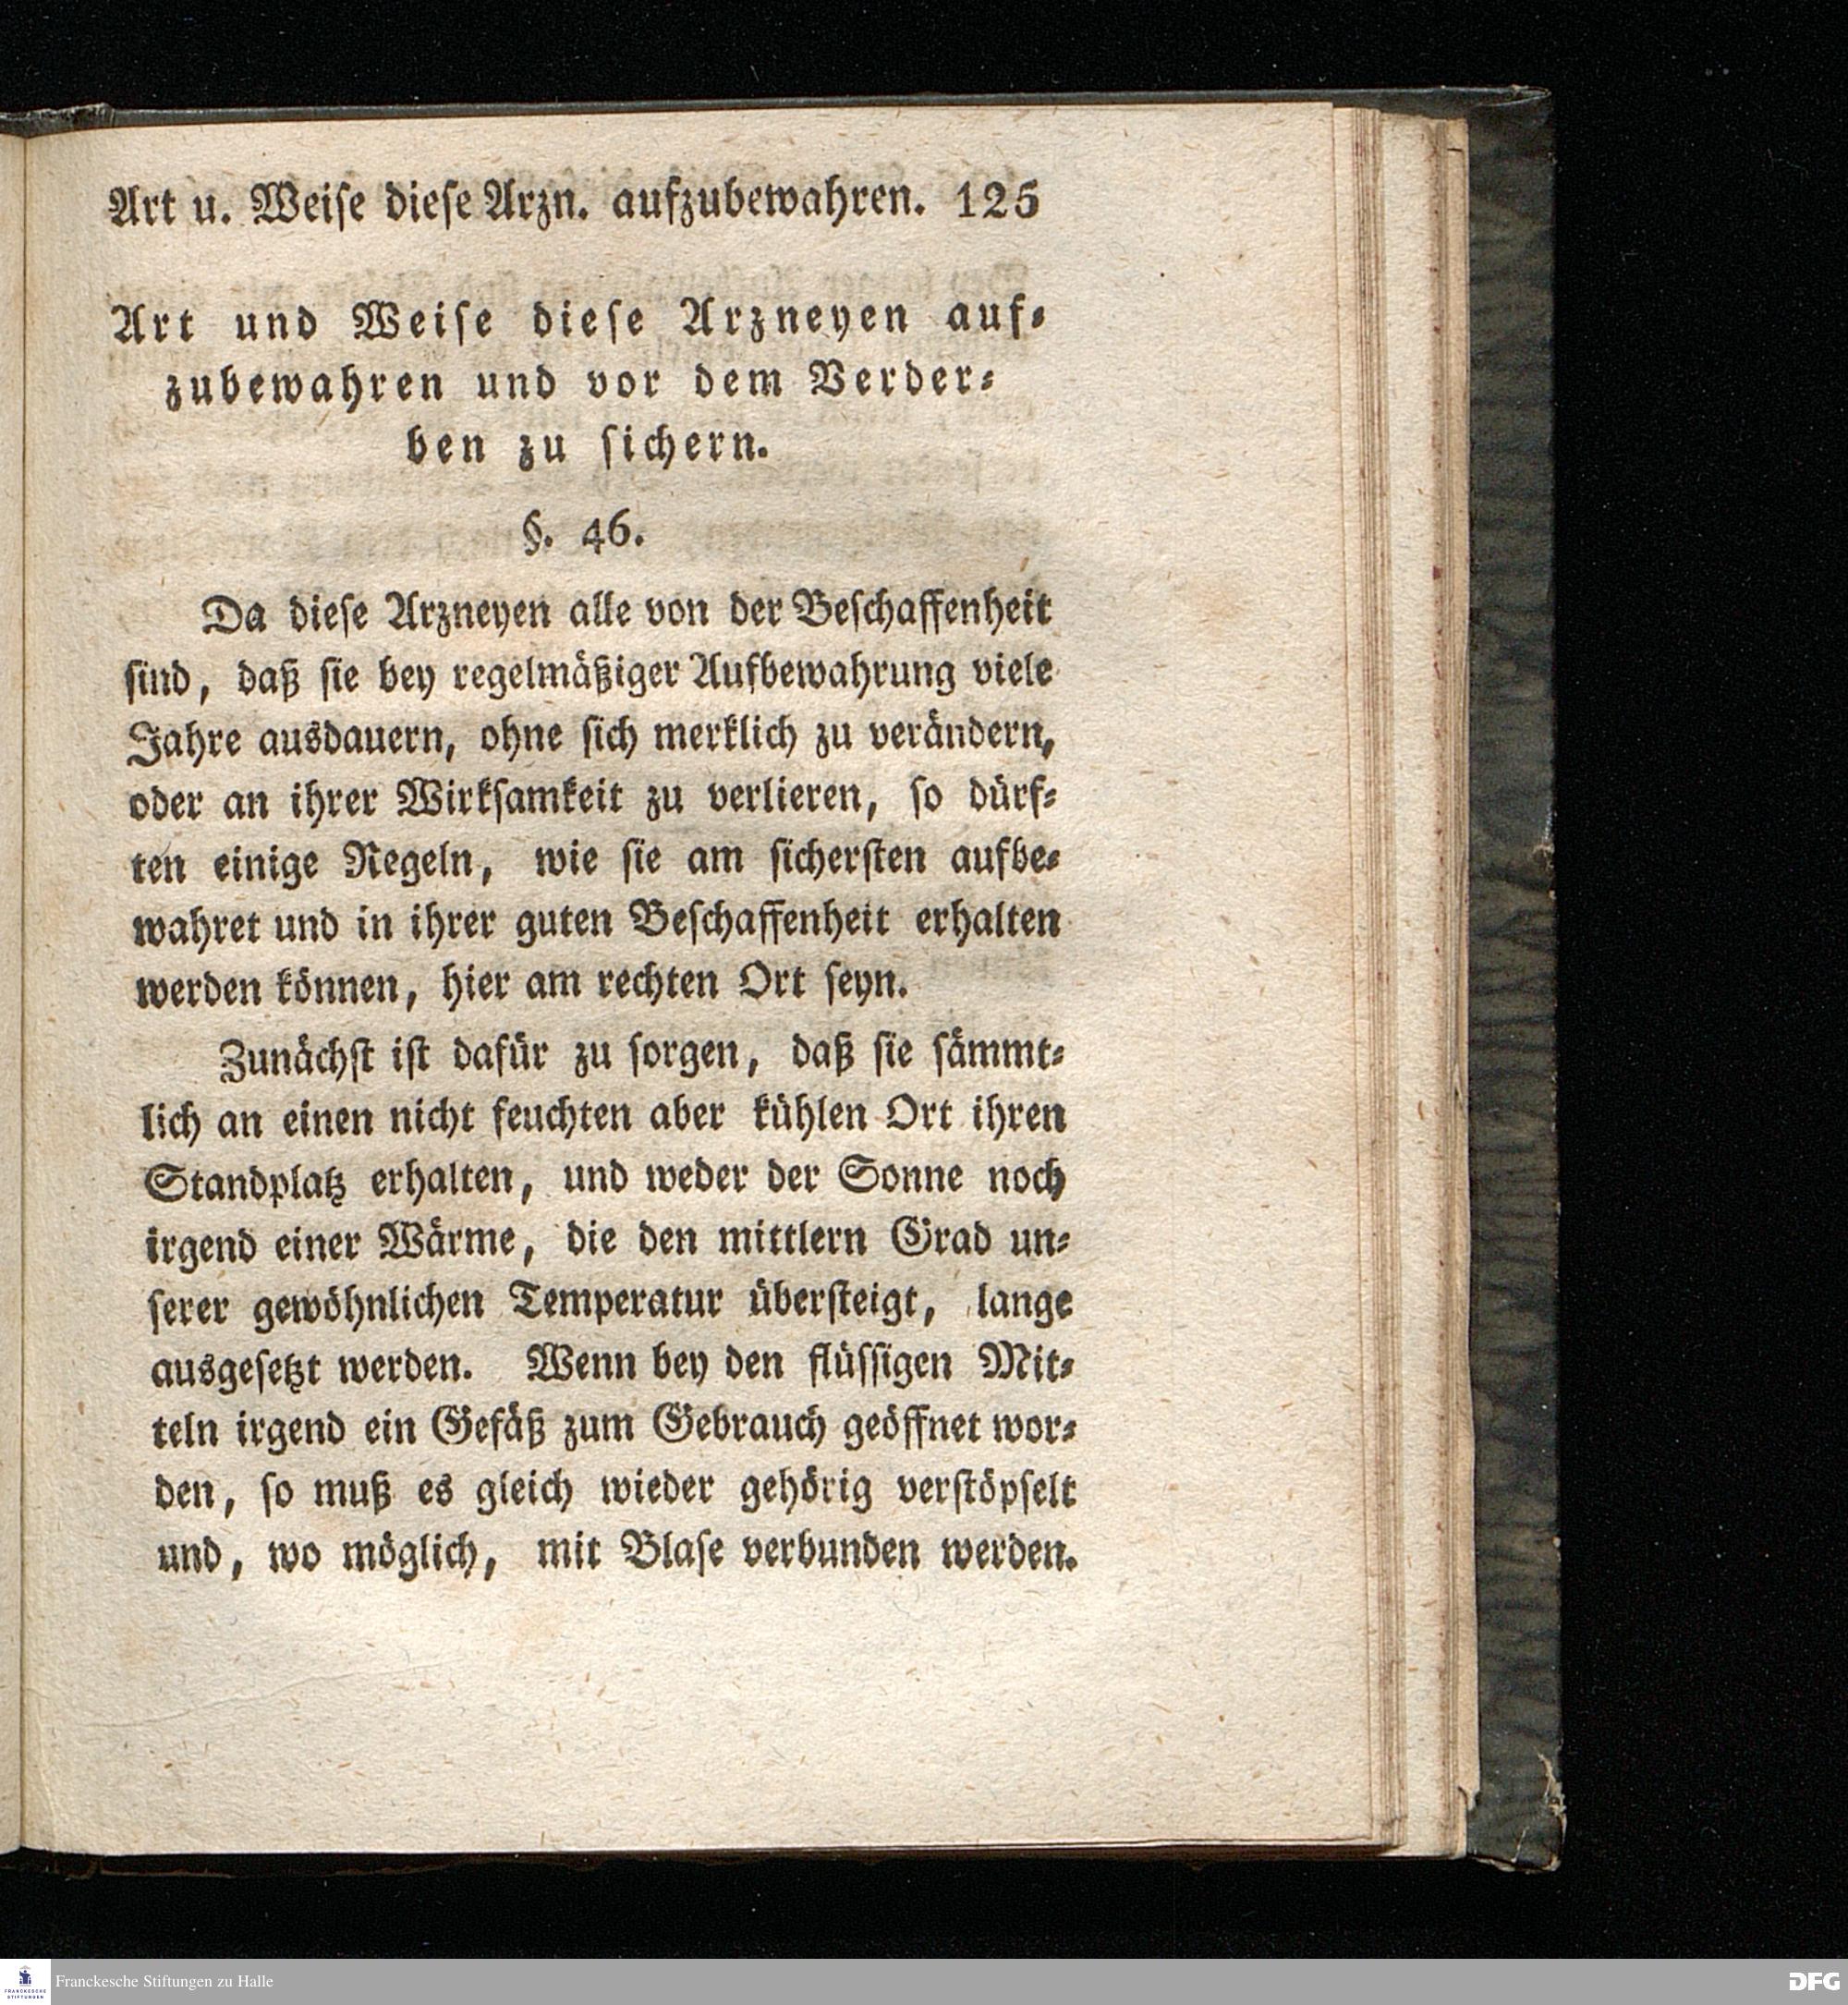 Art u. Weiſe dieſe Arzn. aufzubewahren. 125
Art und Weiſe dieſe Arzneyen auf⸗
zubewahren und vor dem Verder⸗
ben zu ſichern.
§. 46.
Da dieſe Arzneyen alle von der Beſchaffenheit
ſind, daß ſie bey regelmäßiger Aufbewahrung viele
Jahre ausdauern, ohne ſich merklich zu verändern,
oder an ihrer Wirkſamkeit zu verlieren, ſo dürf⸗
ten einige Regeln, wie ſie am ſicherſten aufbe⸗
wahret und in ihrer guten Beſchaffenheit erhalten
werden können, hier am rechten Ort ſeyn.
Zunächſt iſt dafür zu ſorgen, daß ſie ſämmt⸗
lich an einen nicht feuchten aber kühlen Ort ihren
Standplatz erhalten, und weder der Sonne noch
irgend einer Wärme, die den mittlern Grad un⸗
ſerer gewöhnlichen Temperatur überſteigt, lange
ausgeſetzt werden. Wenn bey den flüſſigen Mit⸗
teln irgend ein Gefäß zum Gebrauch geöffnet wor⸗
den, ſo muß es gleich wieder gehörig verſtöpſelt
und, wo möglich, mit Blaſe verbunden werden.
FRANCKESCHE
STIFTUNGEN
Franckesche Stiftungen zu Halle
DFG